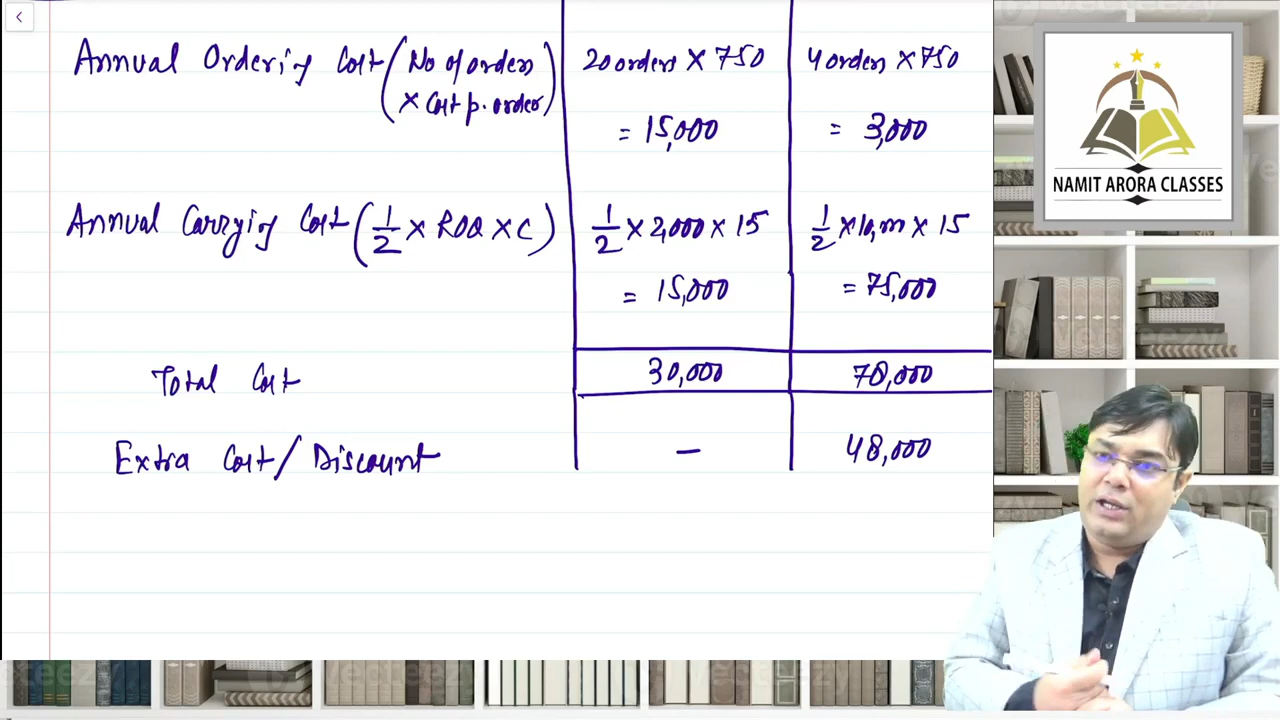 Annual Ordering Cost (No of orders × Cost p. order) 20 orders × 750 4 orders × 750
= 15,000 = 3,000
Annual Carrying Cost (1/2 × ROQ × C) 1/2 × 2,000 × 15 1/2 × 10,000 × 15
= 15,000 = 75,000
Total Cost 30,000 78,000
Extra Cost/Discount — 48,000
NAMIT ARORA CLASSES
vecteezy